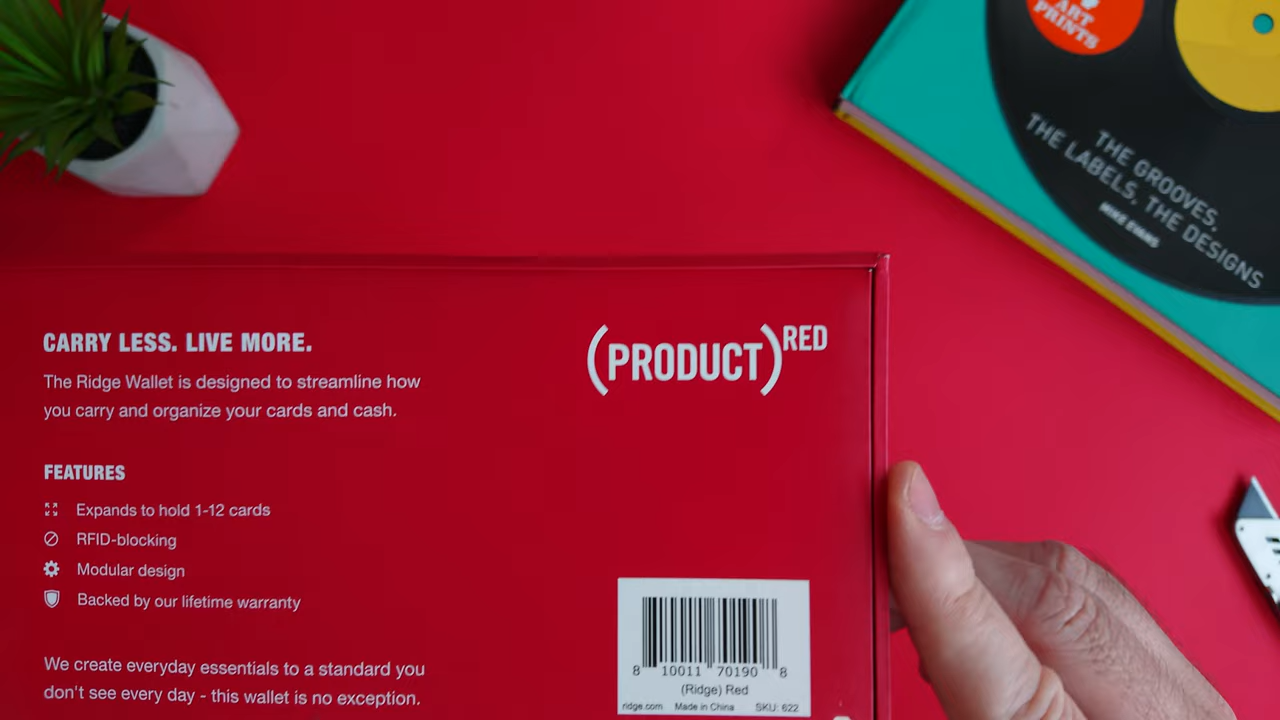 ART
PRINTS
THE GROOVES,
THE LABELS, THE DESIGNS
MIKE EVANS
CARRY LESS. LIVE MORE.
The Ridge Wallet is designed to streamline how
you carry and organize your cards and cash.
(PRODUCT)RED
FEATURES
Expands to hold 1-12 cards
RFID-blocking
Modular design
Backed by our lifetime warranty
We create everyday essentials to a standard you
don't see every day - this wallet is no exception.
8 10011 70190 8
(Ridge) Red
ridge.com Made in China SKU: 622